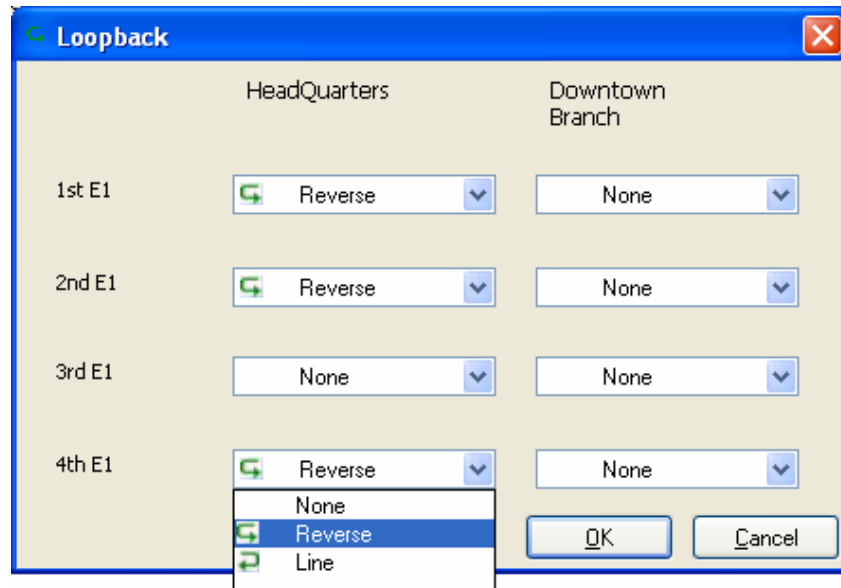 Loopback
HeadQuarters Downtown
Branch
1st E1 Reverse None
2nd E1 Reverse None
3rd E1 None None
4th E1 Reverse None
None
Reverse OK Cancel
Line